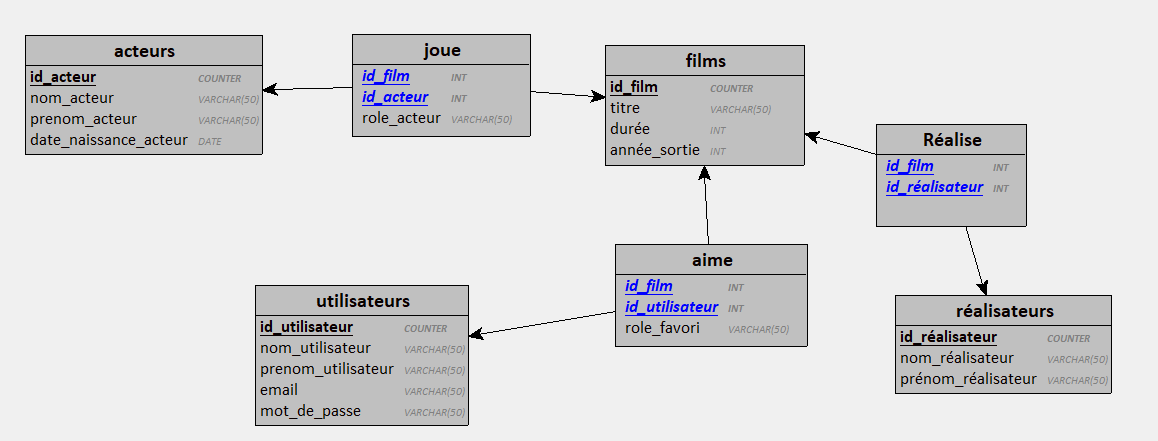 acteurs
id_acteur COUNTER
nom_acteur VARCHAR(50)
prenom_acteur VARCHAR(50)
date_naissance_acteur DATE
joue
id_film INT
id_acteur INT
role_acteur VARCHAR(50)
films
id_film COUNTER
titre VARCHAR(50)
durée INT
année_sortie INT
Réalise
id_film INT
id_réalisateur INT
aime
id_film INT
id_utilisateur INT
role_favori VARCHAR(50)
utilisateurs
id_utilisateur COUNTER
nom_utilisateur VARCHAR(50)
prenom_utilisateur VARCHAR(50)
email VARCHAR(50)
mot_de_passe VARCHAR(50)
réalisateurs
id_réalisateur COUNTER
nom_réalisateur VARCHAR(50)
prénom_réalisateur VARCHAR(50)